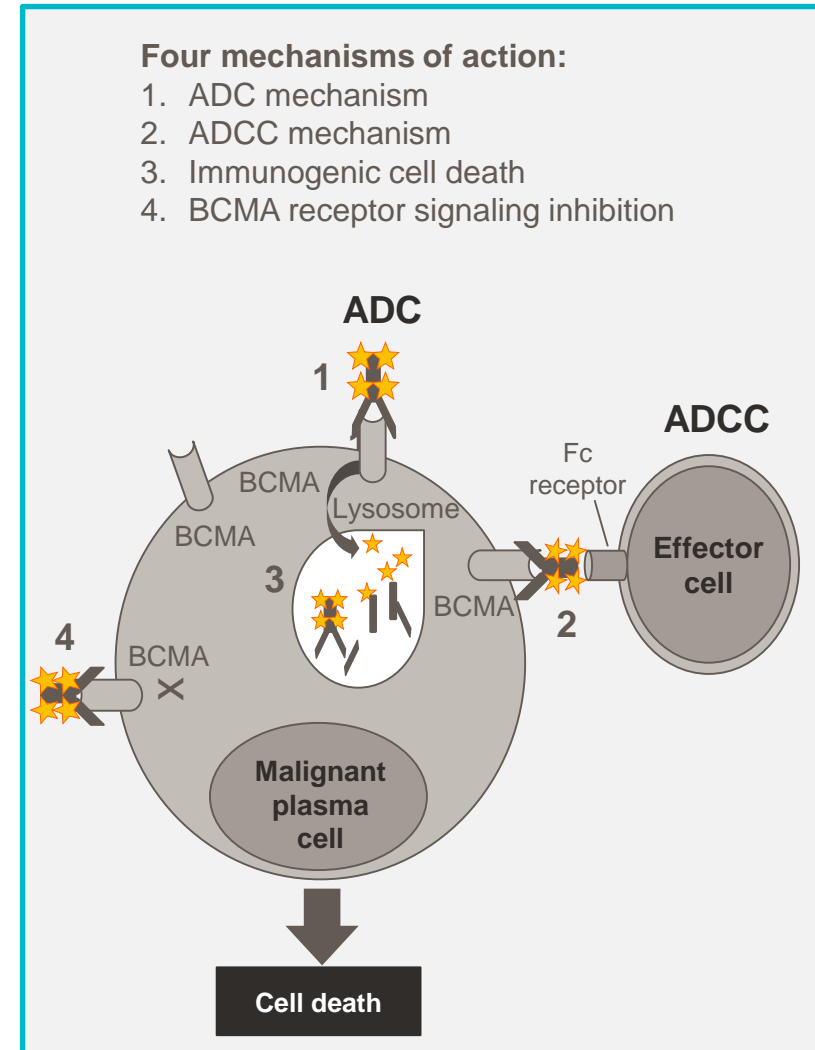 Four mechanisms of action:
1. ADC mechanism
2. ADCC mechanism
3. Immunogenic cell death
4. BCMA receptor signaling inhibition
ADC
1
ADCC
Fc
receptor
BCMA
Lysosome
BCMA
Effector
cell
3
BCMA
2
4
BCMA
X
Malignant
plasma
cell
Cell death